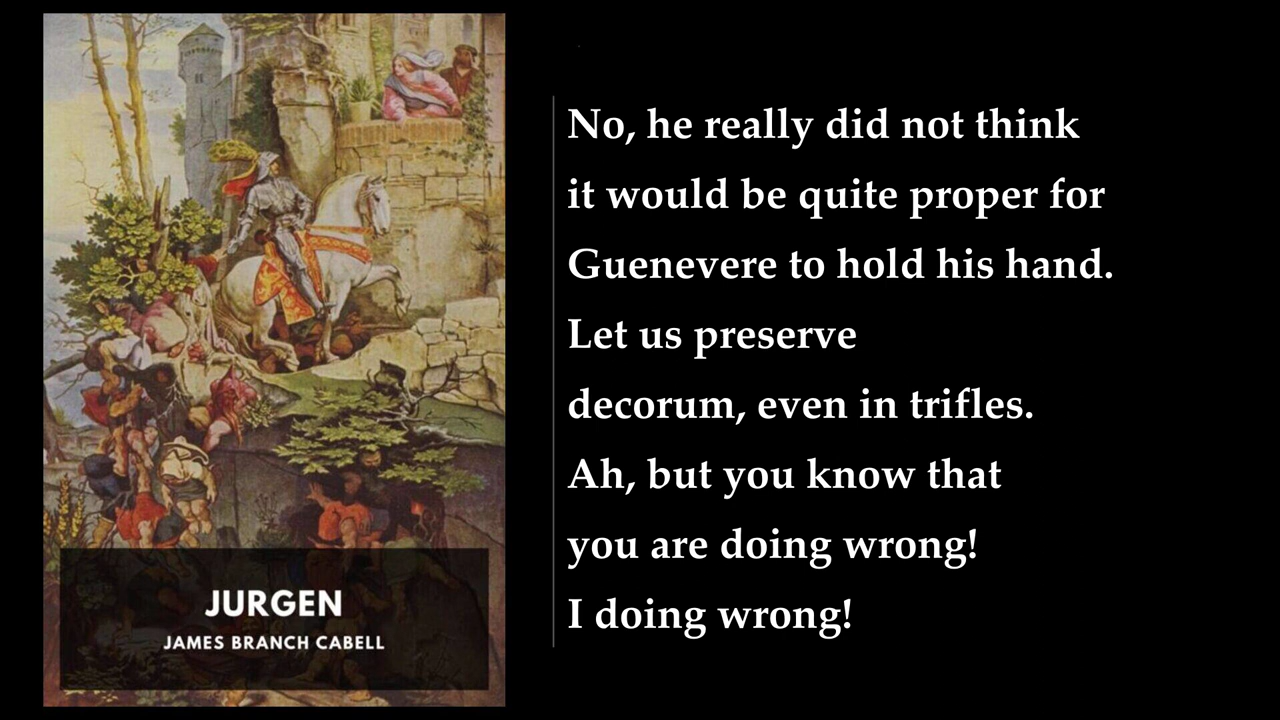 JURGEN
JAMES BRANCH CABELL
No, he really did not think
it would be quite proper for
Guenevere to hold his hand.
Let us preserve
decorum, even in trifles.
Ah, but you know that
you are doing wrong!
I doing wrong!